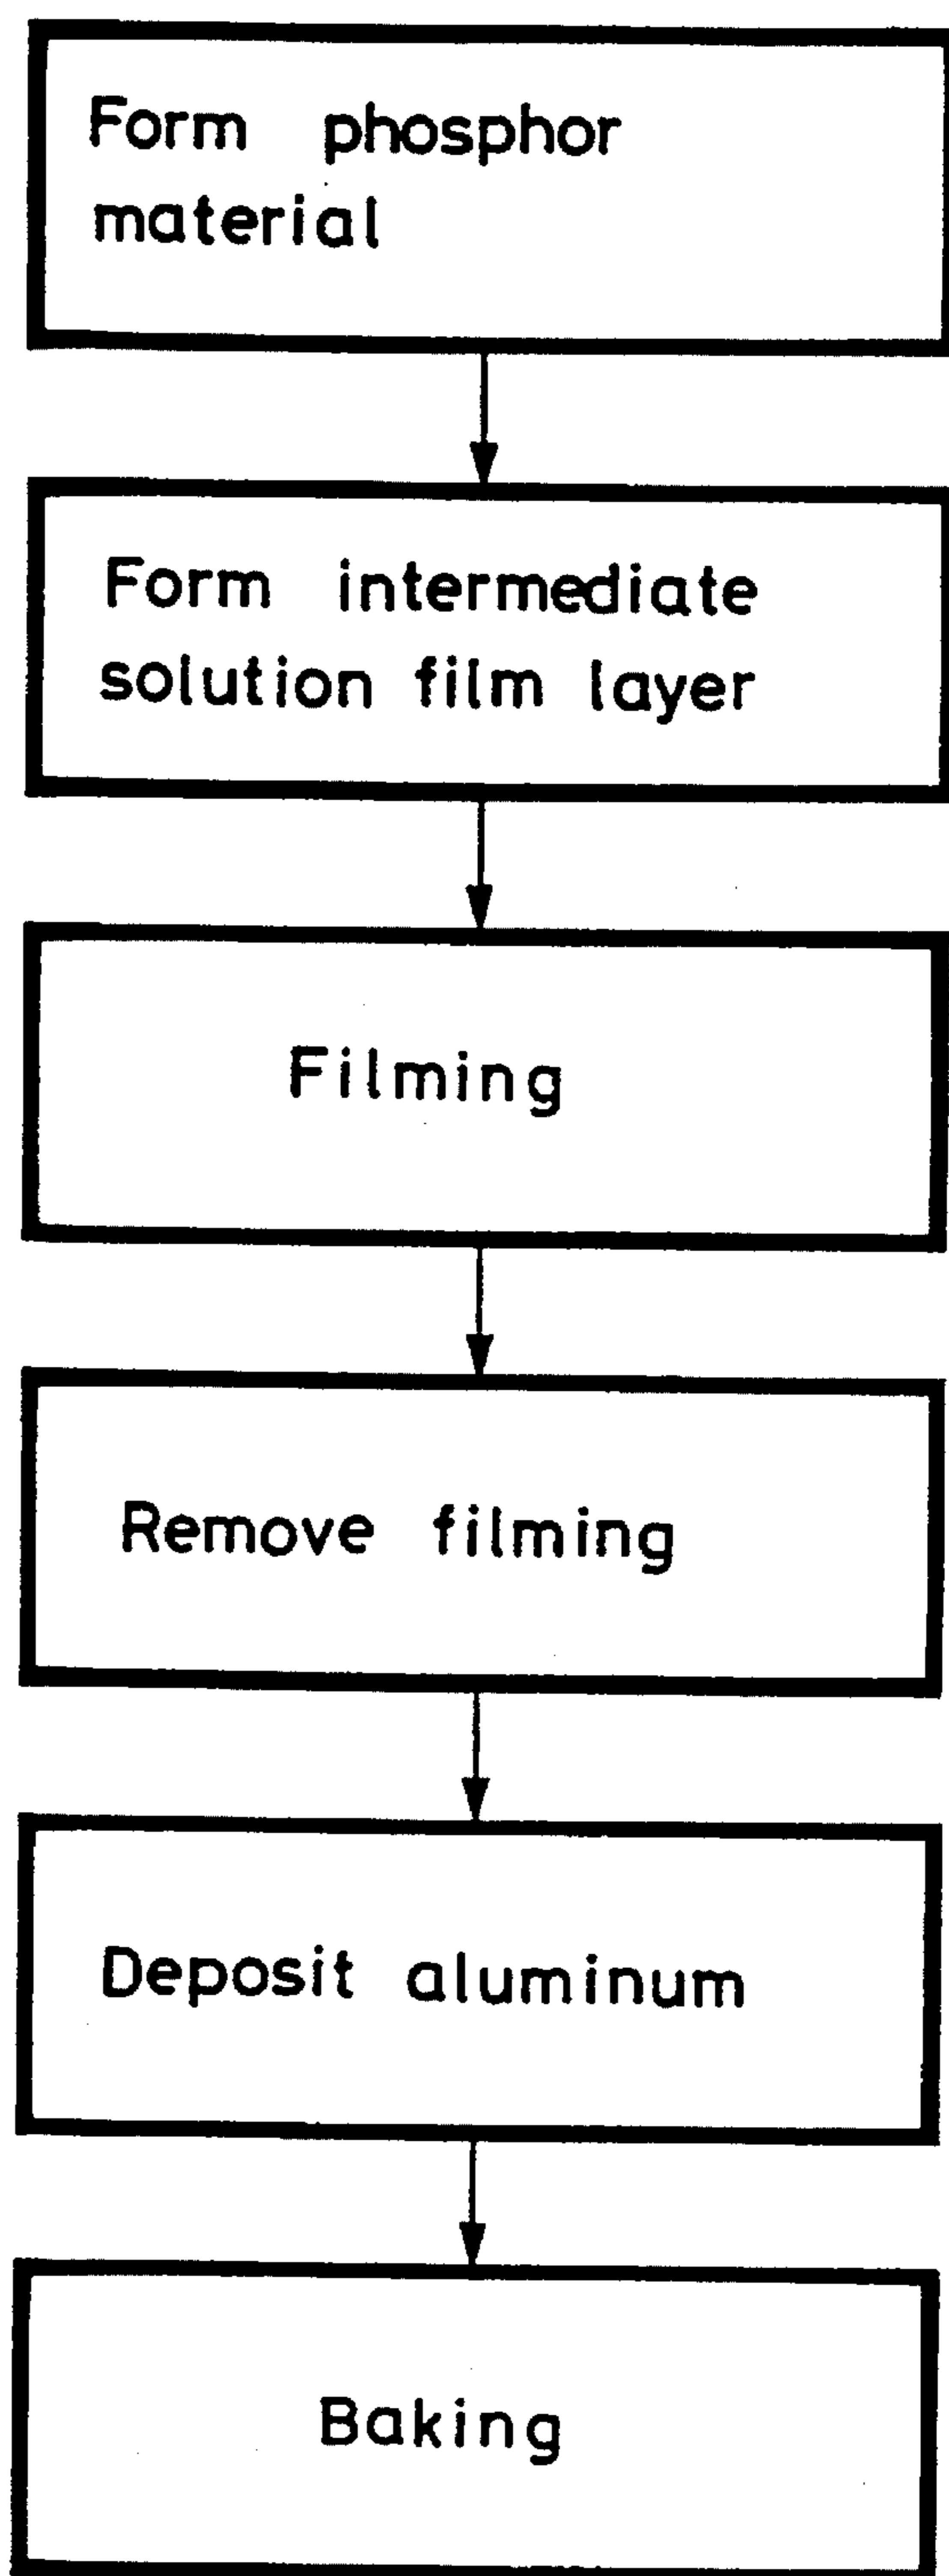 Form phosphor
material
Form intermediate
solution film layer
Filming
Remove filming
Deposit aluminum
Baking